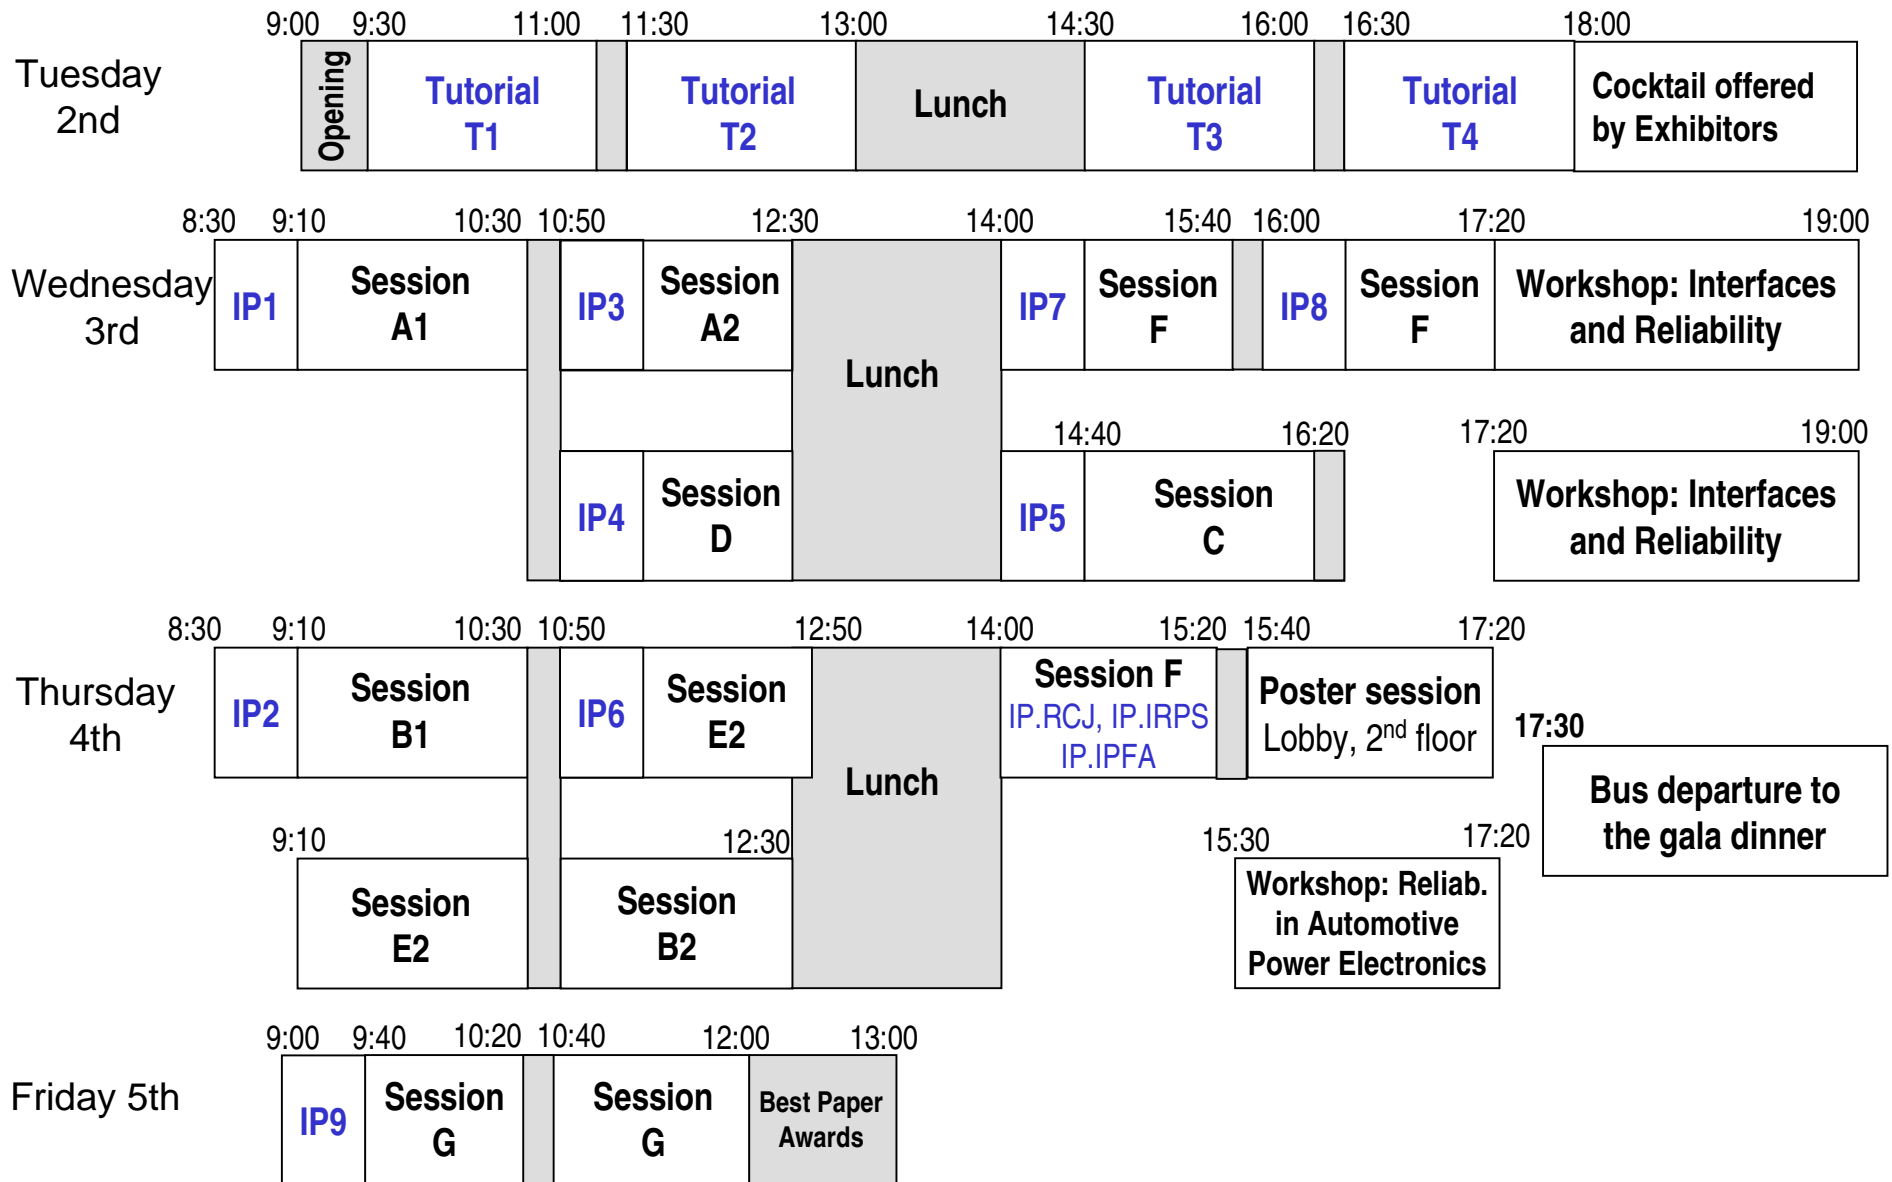 9:00 9:30 11:00 11:30 13:00 14:30 16:00 16:30 18:00
Tuesday
2nd
Opening
Tutorial
T1
Tutorial
T2
Lunch
Tutorial
T3
Tutorial
T4
Cocktail offered
by Exhibitors
8:30 9:10 10:30 10:50 12:30 14:00 15:40 16:00 17:20 19:00
Wednesday
3rd
IP1
Session
A1
IP3
Session
A2
Lunch
IP7
Session
F
IP8
Session
F
Workshop: Interfaces
and Reliability
14:40 16:20 17:20 19:00
IP4
Session
D
IP5
Session
C
Workshop: Interfaces
and Reliability
8:30 9:10 10:30 10:50 12:50 14:00 15:20 15:40 17:20
Thursday
4th
IP2
Session
B1
IP6
Session
E2
Lunch
Session F
IP.RCJ, IP.IRPS
IP.IPFA
Poster session
Lobby, 2nd floor
17:30
Bus departure to
the gala dinner
9:10 12:30 15:30 17:20
Session
E2
Session
B2
Workshop: Reliab.
in Automotive
Power Electronics
9:00 9:40 10:20 10:40 12:00 13:00
Friday 5th
IP9
Session
G
Session
G
Best Paper
Awards